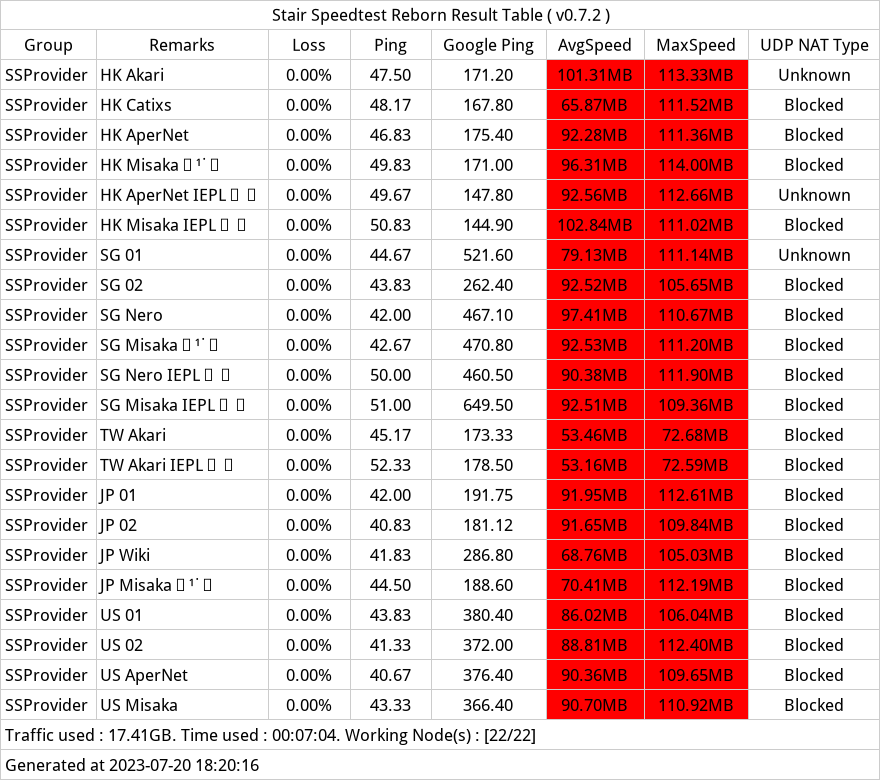 Stair Speedtest Reborn Result Table ( v0.7.2 )
Group Remarks Loss Ping Google Ping AvgSpeed MaxSpeed UDP NAT Type
SSProvider HK Akari 0.00% 47.50 171.20 101.31MB 113.33MB Unknown
SSProvider HK Catixs 0.00% 48.17 167.80 65.87MB 111.52MB Blocked
SSProvider HK AperNet 0.00% 46.83 175.40 92.28MB 111.36MB Blocked
SSProvider HK Misaka 0.00% 49.83 171.00 96.31MB 114.00MB Blocked
SSProvider HK AperNet IEPL 0.00% 49.67 147.80 92.56MB 112.66MB Unknown
SSProvider HK Misaka IEPL 0.00% 50.83 144.90 102.84MB 111.02MB Blocked
SSProvider SG 01 0.00% 44.67 521.60 79.13MB 111.14MB Unknown
SSProvider SG 02 0.00% 43.83 262.40 92.52MB 105.65MB Blocked
SSProvider SG Nero 0.00% 42.00 467.10 97.41MB 110.67MB Blocked
SSProvider SG Misaka 0.00% 42.67 470.80 92.53MB 111.20MB Blocked
SSProvider SG Nero IEPL 0.00% 50.00 460.50 90.38MB 111.90MB Blocked
SSProvider SG Misaka IEPL 0.00% 51.00 649.50 92.51MB 109.36MB Blocked
SSProvider TW Akari 0.00% 45.17 173.33 53.46MB 72.68MB Blocked
SSProvider TW Akari IEPL 0.00% 52.33 178.50 53.16MB 72.59MB Blocked
SSProvider JP 01 0.00% 42.00 191.75 91.95MB 112.61MB Blocked
SSProvider JP 02 0.00% 40.83 181.12 91.65MB 109.84MB Blocked
SSProvider JP Wiki 0.00% 41.83 286.80 68.76MB 105.03MB Blocked
SSProvider JP Misaka 0.00% 44.50 188.60 70.41MB 112.19MB Blocked
SSProvider US 01 0.00% 43.83 380.40 86.02MB 106.04MB Blocked
SSProvider US 02 0.00% 41.33 372.00 88.81MB 112.40MB Blocked
SSProvider US AperNet 0.00% 40.67 376.40 90.36MB 109.65MB Blocked
SSProvider US Misaka 0.00% 43.33 366.40 90.70MB 110.92MB Blocked
Traffic used : 17.41GB. Time used : 00:07:04. Working Node(s) : [22/22]
Generated at 2023-07-20 18:20:16